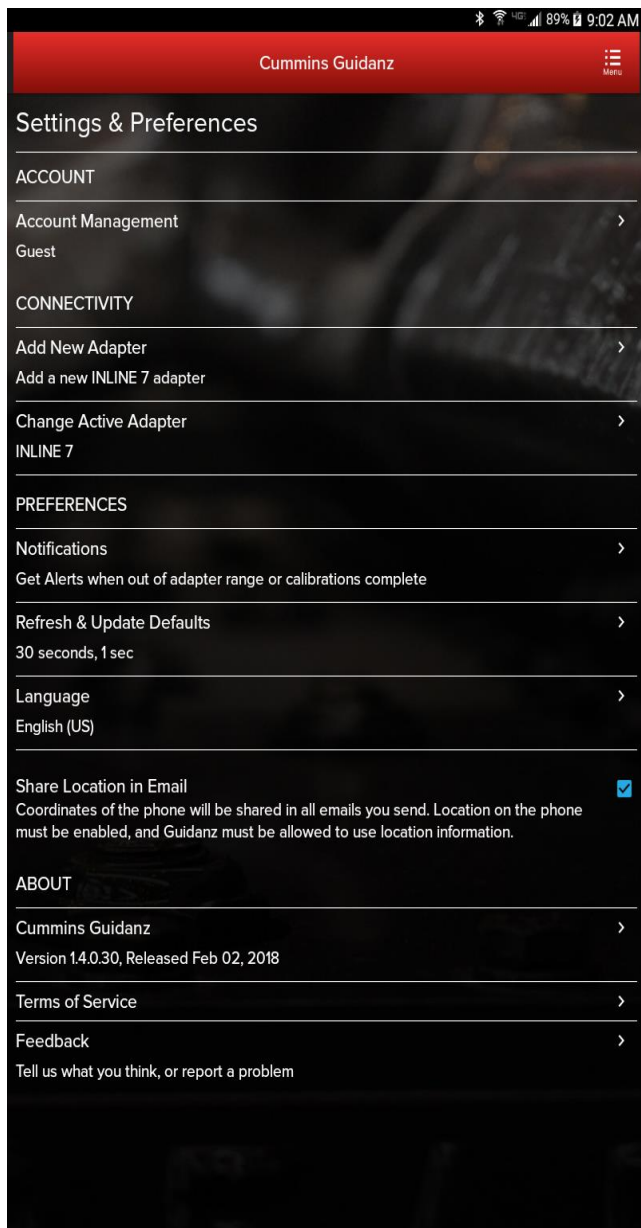 4G 89% 9:02 AM
Cummins Guidanz
Menu
Settings & Preferences
ACCOUNT
Account Management
Guest
CONNECTIVITY
Add New Adapter
Add a new INLINE 7 adapter
Change Active Adapter
INLINE 7
PREFERENCES
Notifications
Get Alerts when out of adapter range or calibrations complete
Refresh & Update Defaults
30 seconds, 1 sec
Language
English (US)
Share Location in Email
Coordinates of the phone will be shared in all emails you send. Location on the phone
must be enabled, and Guidanz must be allowed to use location information.
ABOUT
Cummins Guidanz
Version 1.4.0.30, Released Feb 02, 2018
Terms of Service
Feedback
Tell us what you think, or report a problem